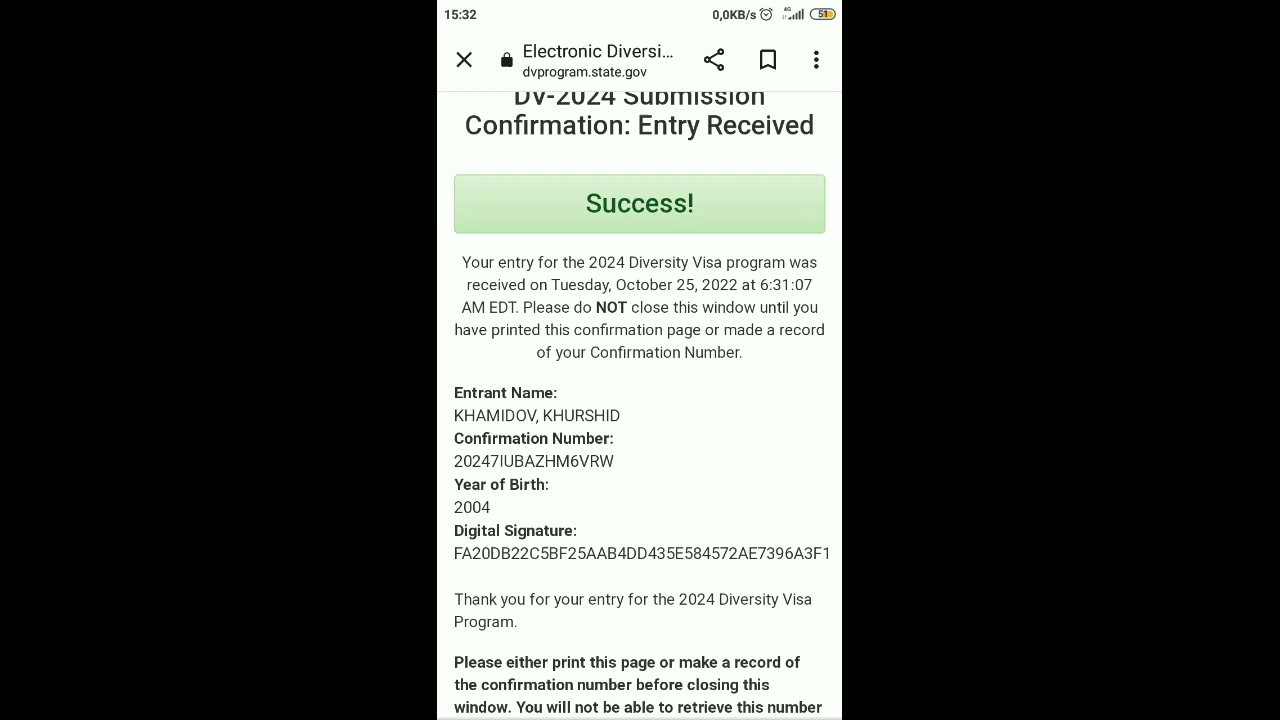 15:32
0,0KB/s 4G 51
Electronic Diversi...
dvprogram.state.gov
DV-2024 Submission
Confirmation: Entry Received
Success!
Your entry for the 2024 Diversity Visa program was
received on Tuesday, October 25, 2022 at 6:31:07
AM EDT. Please do NOT close this window until you
have printed this confirmation page or made a record
of your Confirmation Number.
Entrant Name:
KHAMIDOV, KHURSHID
Confirmation Number:
20247IUBAZHM6VRW
Year of Birth:
2004
Digital Signature:
FA20DB22C5BF25AAB4DD435E584572AE7396A3F1
Thank you for your entry for the 2024 Diversity Visa
Program.
Please either print this page or make a record of
the confirmation number before closing this
window. You will not be able to retrieve this number